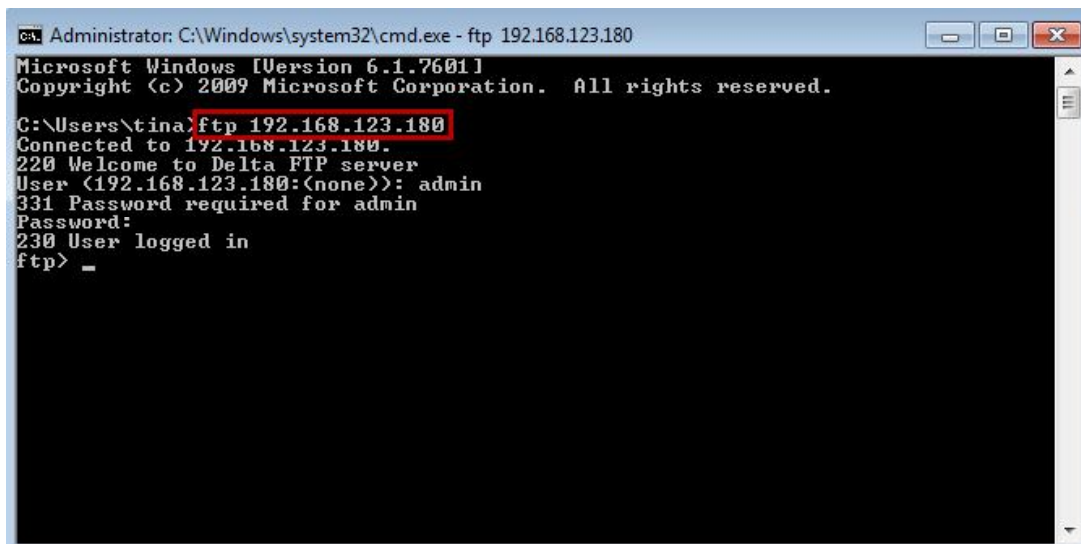 Administrator: C:\Windows\system32\cmd.exe - ftp 192.168.123.180
Microsoft Windows [Version 6.1.7601]
Copyright (c) 2009 Microsoft Corporation.  All rights reserved.
C:\Users\tina>ftp 192.168.123.180
Connected to 192.168.123.180.
220 Welcome to Delta FTP server
User (192.168.123.180:(none)): admin
331 Password required for admin
Password:
230 User logged in
ftp> _